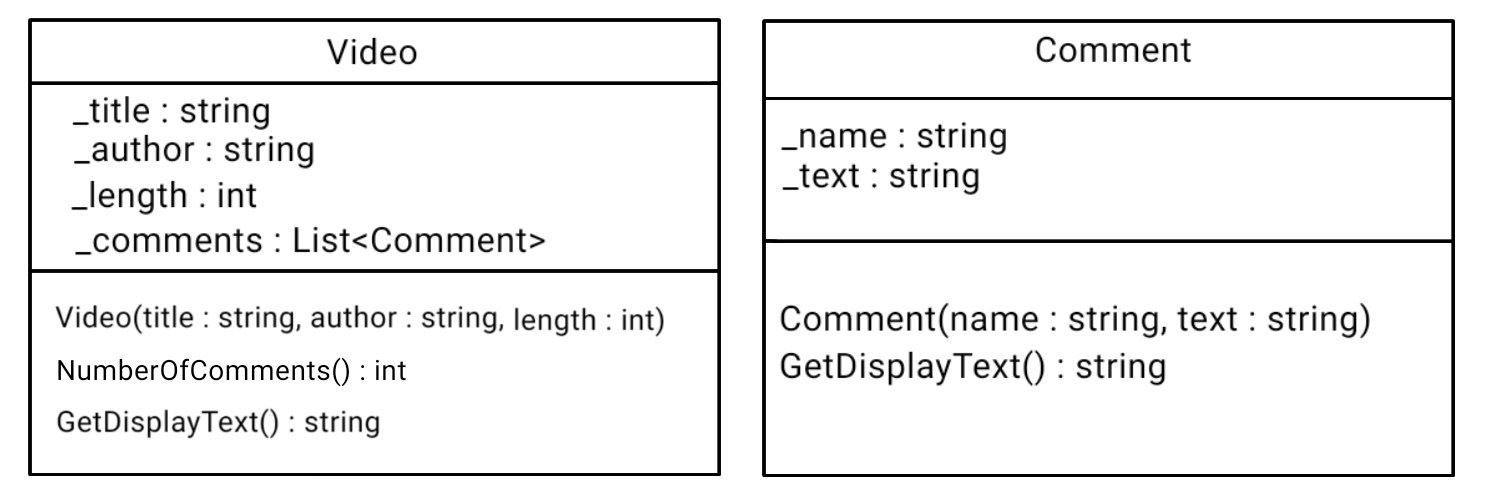 Video
_title : string
_author : string
_length : int
_comments : List<Comment>
Video(title : string, author : string, length : int)
NumberOfComments() : int
GetDisplayText() : string
Comment
_name : string
_text : string
Comment(name : string, text : string)
GetDisplayText() : string